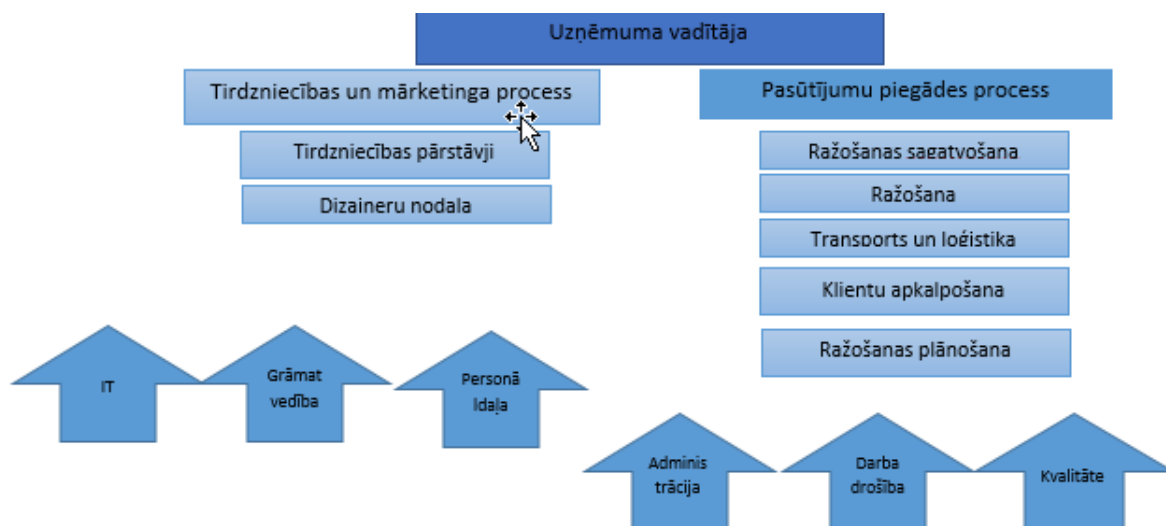 Uzņēmuma vadītāja
Tirdzniecības un mārketinga process
Pasūtījumu piegādes process
Tirdzniecības pārstāvji
Dizaineru nodala
Ražošanas sagatvošana
Ražošana
Transports un loģistika
Klientu apkalpošana
Ražošanas plānošana
IT
Grāmat
vedība
Personā
ldaļa
Adminis
trācija
Darba
drošība
Kvalitāte